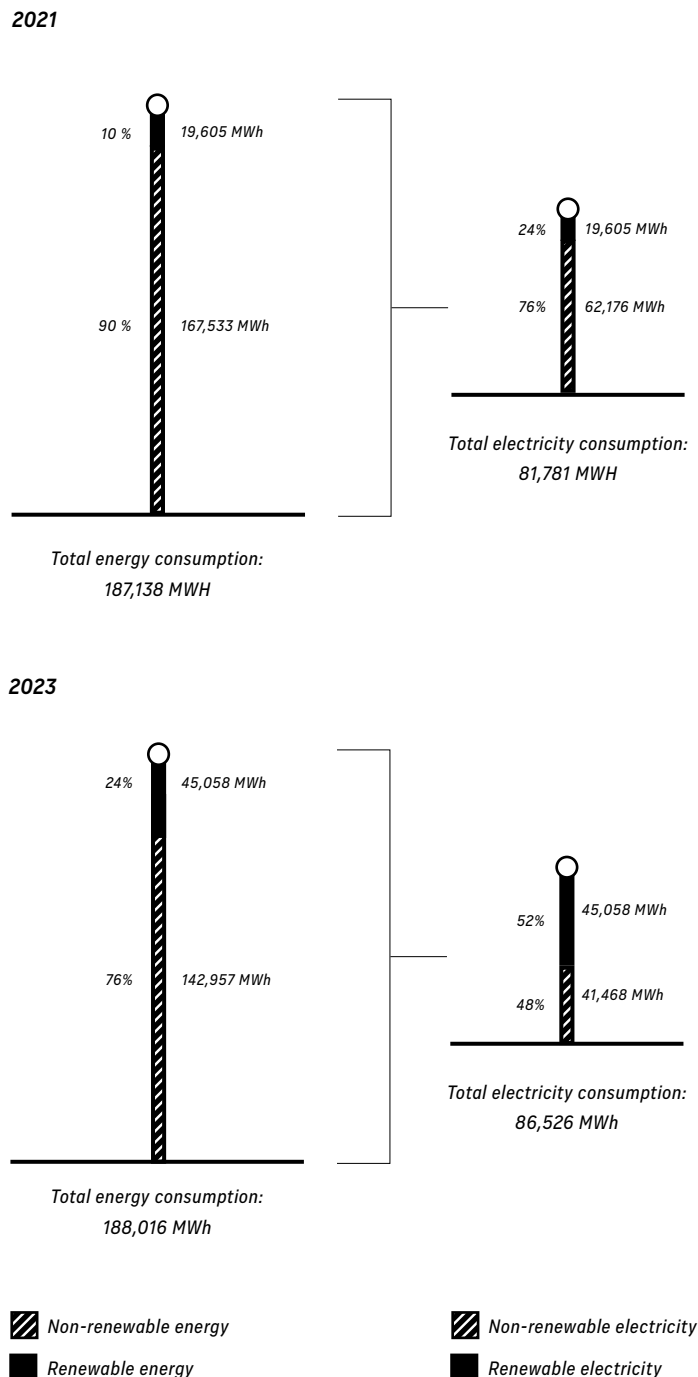 2021
10 %
19,605 MWh
90 %
167,533 MWh
Total energy consumption:
187,138 MWH
24%
19,605 MWh
76%
62,176 MWh
Total electricity consumption:
81,781 MWH
2023
24%
45,058 MWh
76%
142,957 MWh
Total energy consumption:
188,016 MWh
52%
45,058 MWh
48%
41,468 MWh
Total electricity consumption:
86,526 MWh
Non-renewable energy
Renewable energy
Non-renewable electricity
Renewable electricity